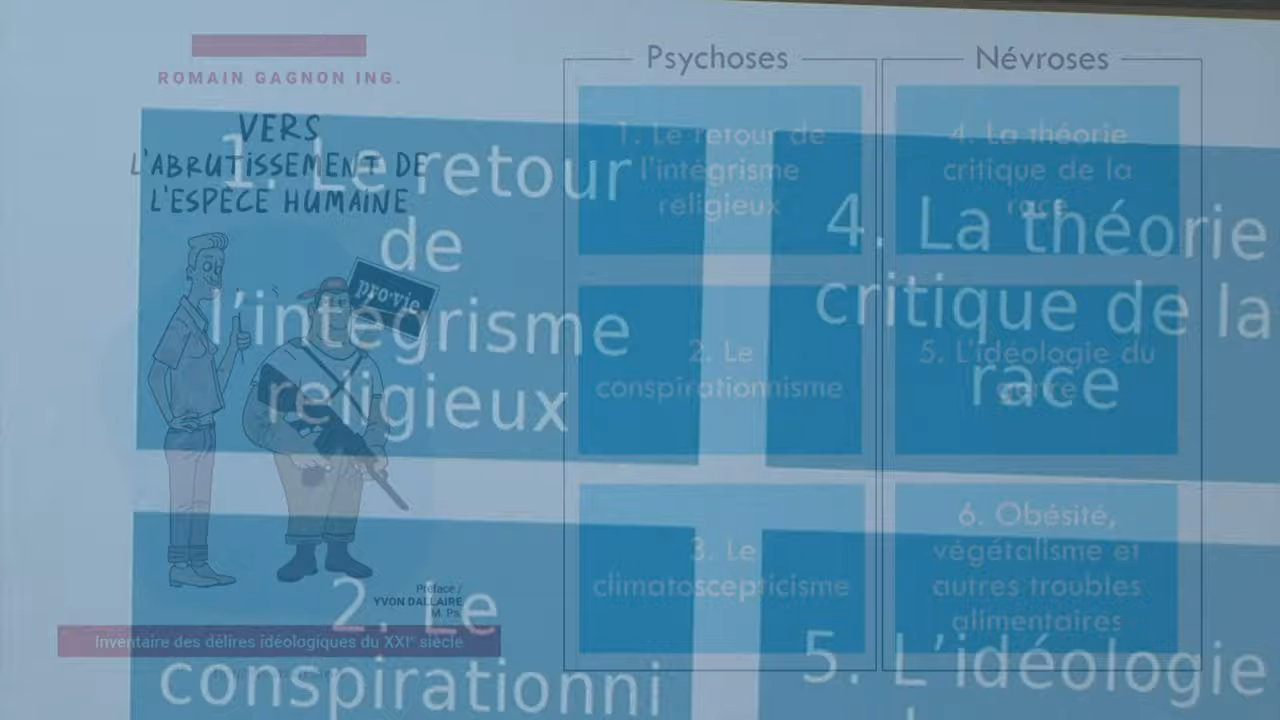 ROMAIN GAGNON ING.
VERS
L'ABRUTISSEMENT DE
L'ESPÈCE HUMAINE
pro-vie
Préface /
YVON DALLAIRE
M. Ps.
Inventaire des délires idéologiques du XXIe siècle
Psychoses
1. Le retour de
l'intégrisme
religieux
2. Le
conspirationnisme
3. Le
climatoscepticisme
Névroses
4. La théorie
critique de la
race
5. L'idéologie du
genre
6. Obésité,
végétalisme et
autres troubles
alimentaires
1. Le retour
de
l'intégrisme
religieux
2. Le
conspirationni
4. La théorie
critique de la
race
5. L'idéologie